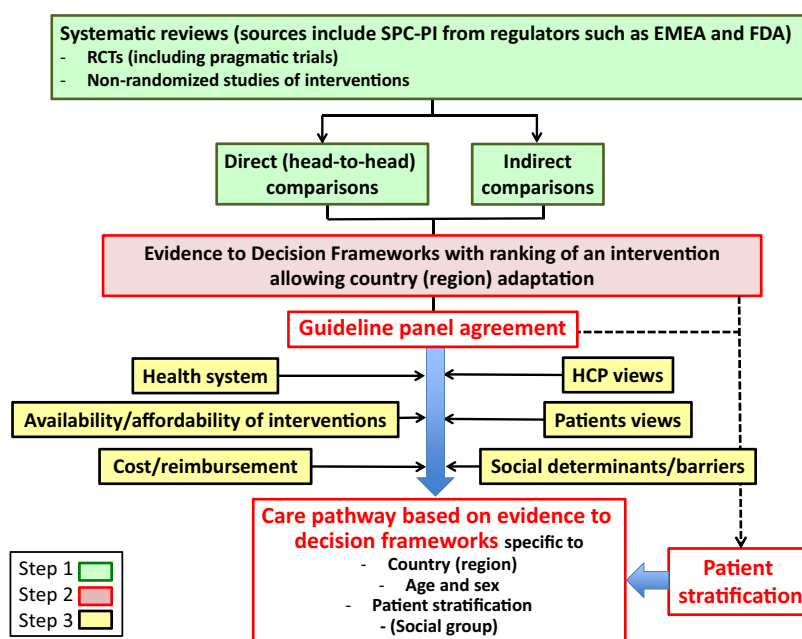 Systematic reviews (sources include SPC-PI from regulators such as EMEA and FDA)
- RCTs (including pragmatic trials)
- Non-randomized studies of interventions
Direct (head-to-head)
comparisons
Indirect
comparisons
Evidence to Decision Frameworks with ranking of an intervention
allowing country (region) adaptation
Guideline panel agreement
Health system
HCP views
Availability/affordability of interventions
Patients views
Cost/reimbursement
Social determinants/barriers
Care pathway based on evidence to
decision frameworks specific to
- Country (region)
- Age and sex
- Patient stratification
- (Social group)
Patient
stratification
Step 1
Step 2
Step 3